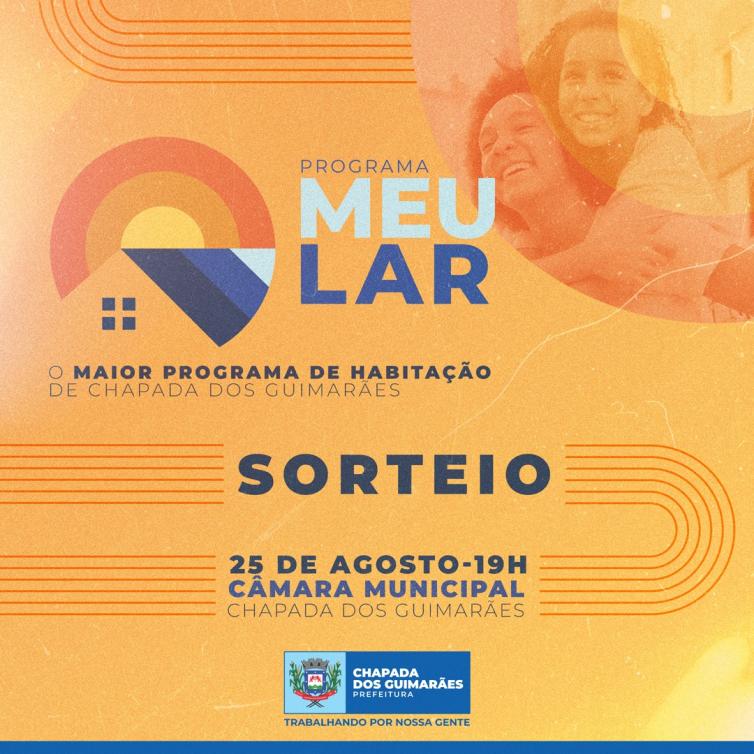 PROGRAMA
MEU
LAR
O MAIOR PROGRAMA DE HABITAÇÃO
DE CHAPADA DOS GUIMARÃES
SORTEIO
25 DE AGOSTO-19H
CÂMARA MUNICIPAL
CHAPADA DOS GUIMARÃES
CHAPADA
DOS GUIMARÃES
PREFEITURA
TRABALHANDO POR NOSSA GENTE